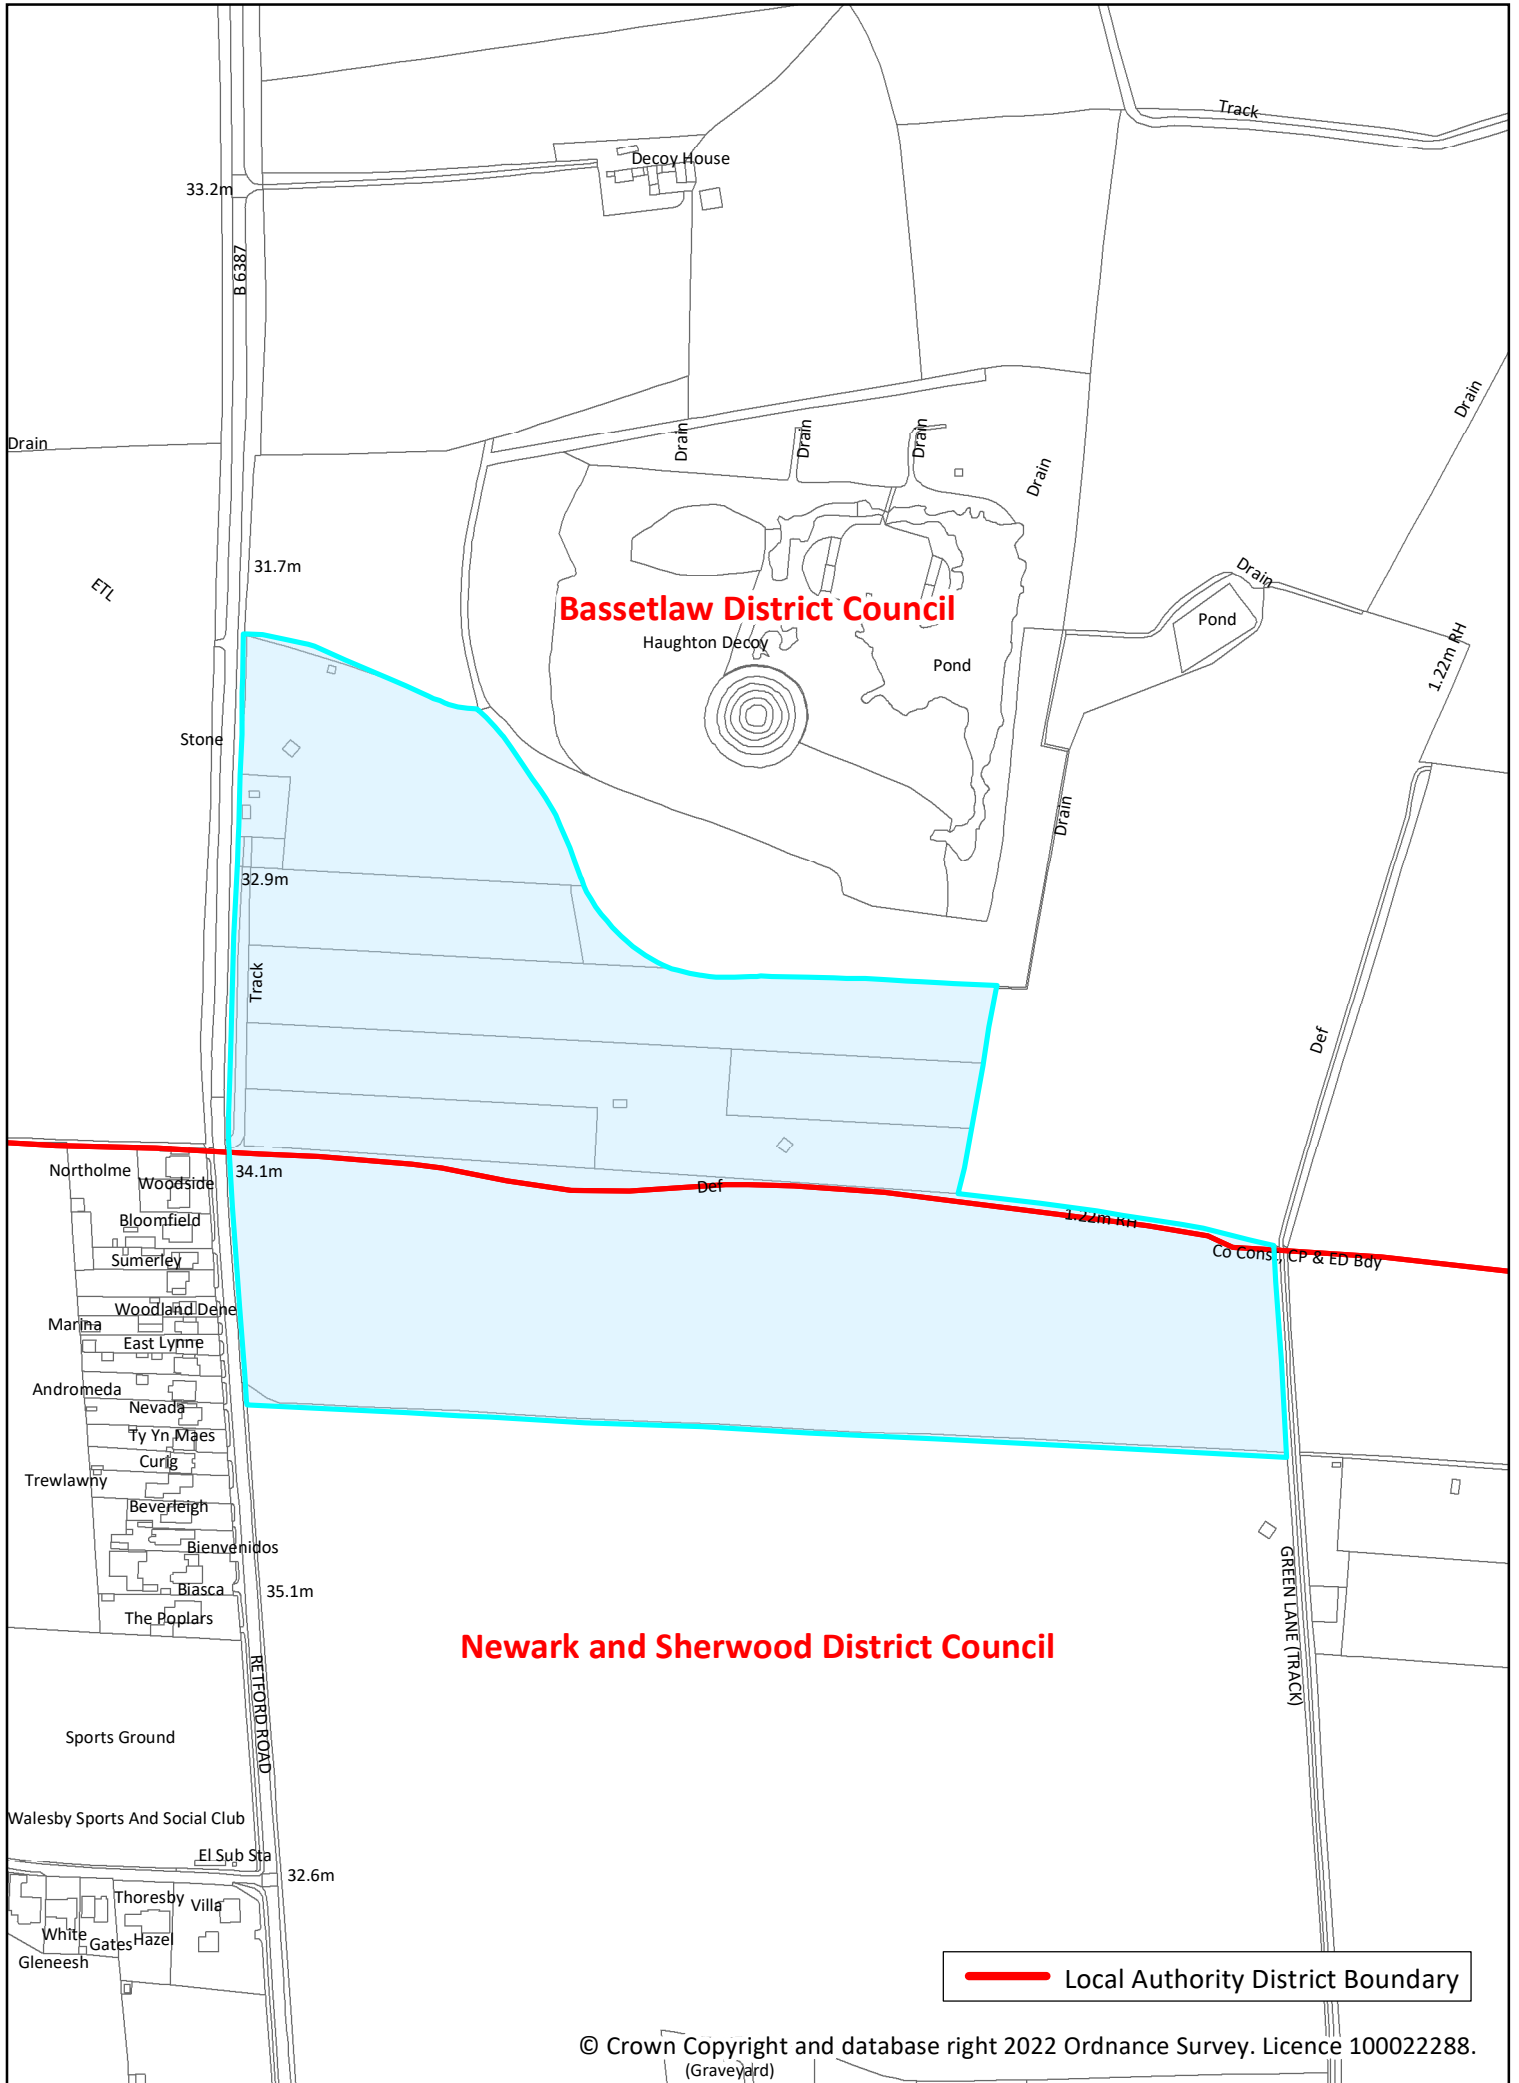 Track
Decoy House
33.2m
B 6387
Drain
Drain
Drain
Drain
Drain
Drain
31.7m
ETL
Drain
Bassetlaw District Council
Pond
Haughton Decoy
Pond
1.22m RH
Stone
Drain
32.9m
Track
Def
Northolme
34.1m
Woodside
Def
Bloomfield
1.22m RH
Sumerley
Co Const, CP & ED Bdy
Woodland Dene
Marina
East Lynne
Andromeda
Nevada
Ty Yn Maes
Curig
Trewlawny
Beverleigh
Bienvenidos
Biasca
35.1m
The Poplars
GREEN LANE (TRACK)
Newark and Sherwood District Council
RETFORD ROAD
Sports Ground
Walesby Sports And Social Club
El Sub Sta
32.6m
Thoresby
Villa
White
Gates
Hazel
Gleneesh
Local Authority District Boundary
© Crown Copyright and database right 2022 Ordnance Survey. Licence 100022288.
(Graveyard)